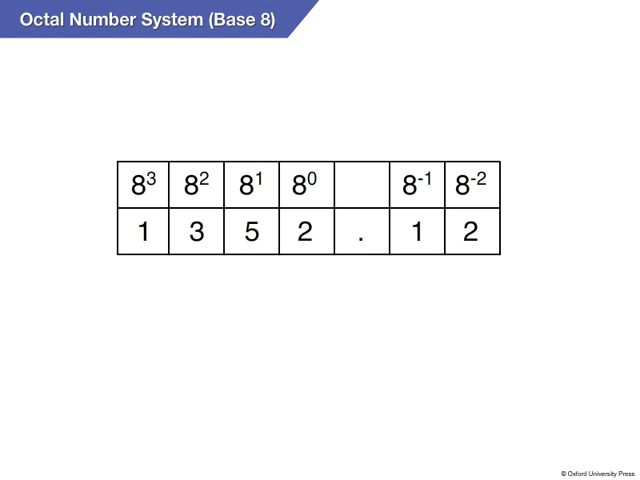 Octal Number System (Base 8)
8³ 8² 8¹ 8⁰ 8⁻¹ 8⁻²
1 3 5 2 . 1 2
© Oxford University Press